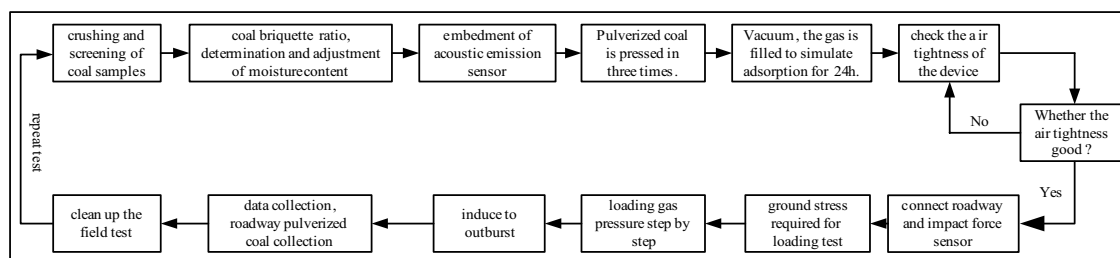 crushing and
screening of
coal samples
coal briquette ratio,
determination and adjustment
of moisture content
embedment of
acoustic emission
sensor
Pulverized coal
is pressed in
three times.
Vacuum, the gas is
filled to simulate
adsorption for 24h.
check the air
tightness of
the device
Whether the
air tightness
good ?
No
Yes
connect roadway
and impact force
sensor
ground stress
required for
loading test
loading gas
pressure step by
step
induce to
outburst
data collection,
roadway pulverized
coal collection
clean up the
field test
repeat test